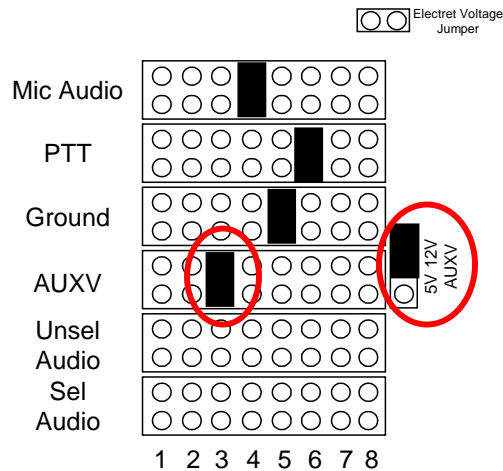 Electret Voltage
Jumper
Mic Audio
PTT
Ground
AUXV
5V 12V
AUXV
Unsel
Audio
Sel
Audio
1 2 3 4 5 6 7 8